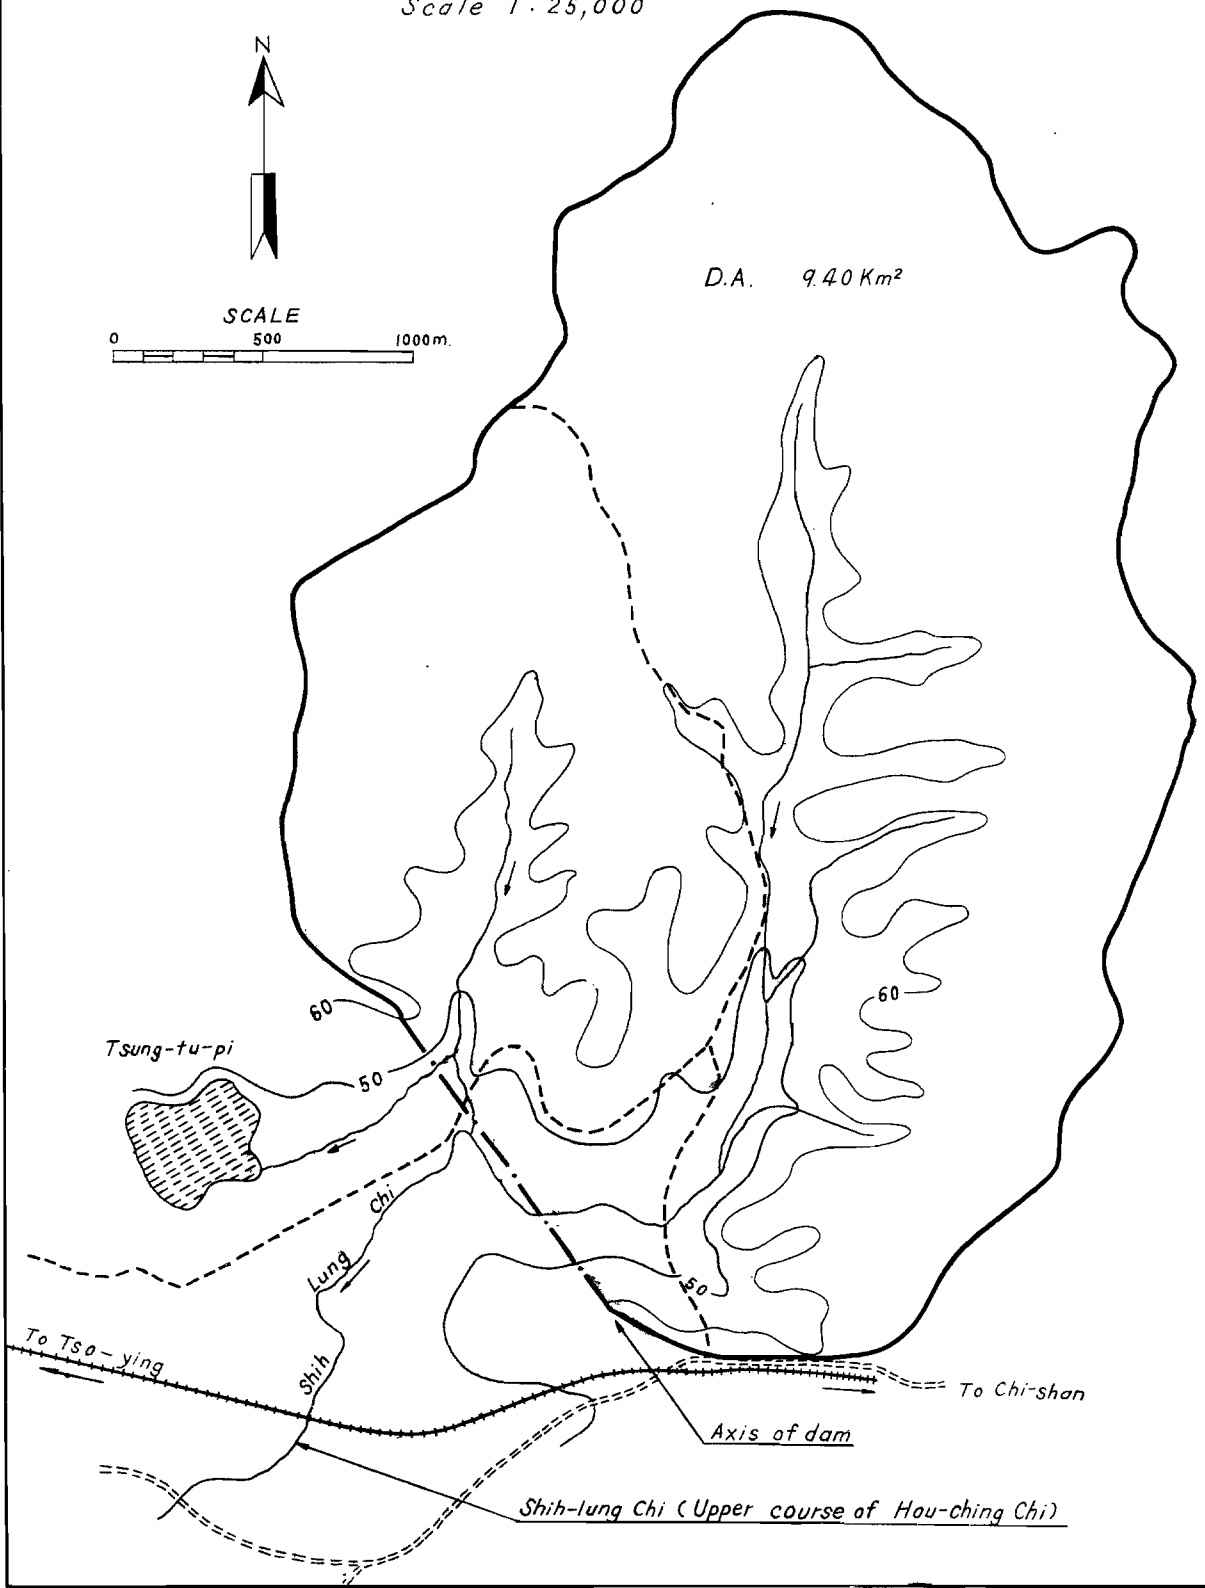 Scale 1:25,000
N
D.A. 9.40 Km²
SCALE
0 500 1000m.
60
60
Tsung-tu-pi
50
Chi
Lung
50
Shih
To Tso-ying
To Chi-shan
Axis of dam
Shih-lung Chi (Upper course of Hou-ching Chi)